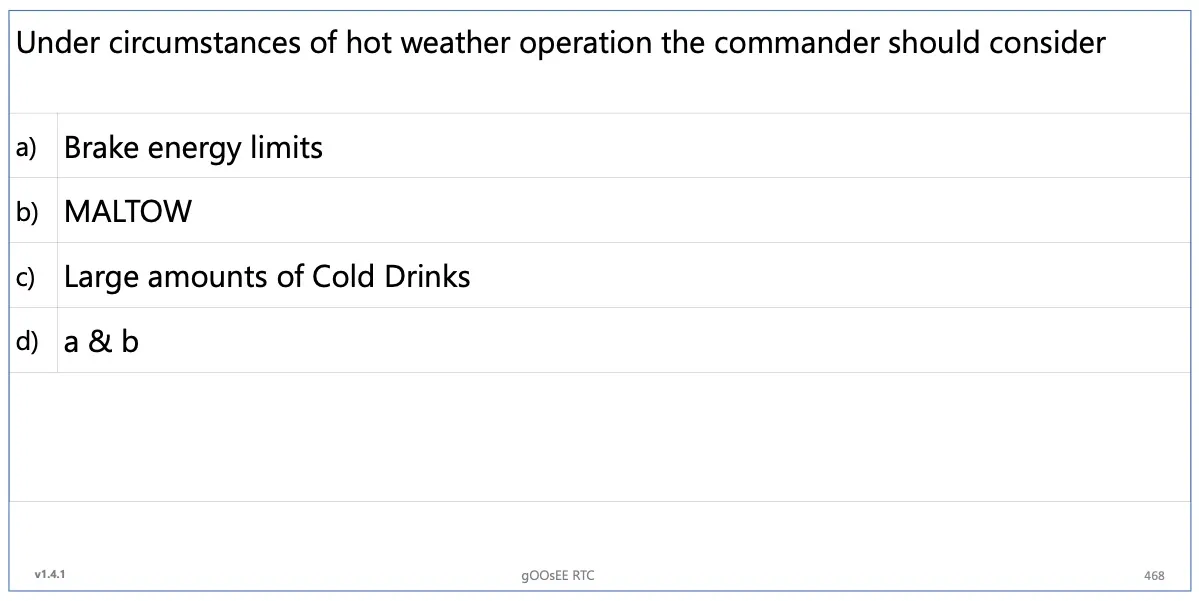 Under circumstances of hot weather operation the commander should consider
a) Brake energy limits
b) MALTOW
c) Large amounts of Cold Drinks
d) a & b
v1.4.1 gOOsEE RTC 468